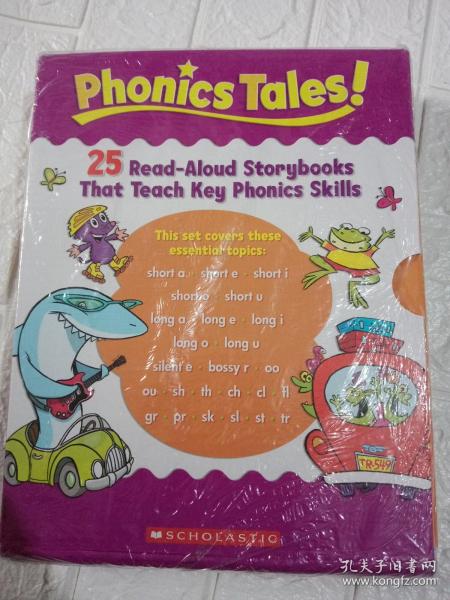 Phonics Tales!
25 Read-Aloud Storybooks
That Teach Key Phonics Skills
This set covers these
essential topics:
short a · short e · short i
short o · short u
long a · long e · long i
long o · long u
silent e · bossy r · oo
ou · sh · th · ch · cl · fl
gr · pr · sk · sl · st · tr
TR-549
SCHOLASTIC
孔夫子旧书网
www.kongfz.com